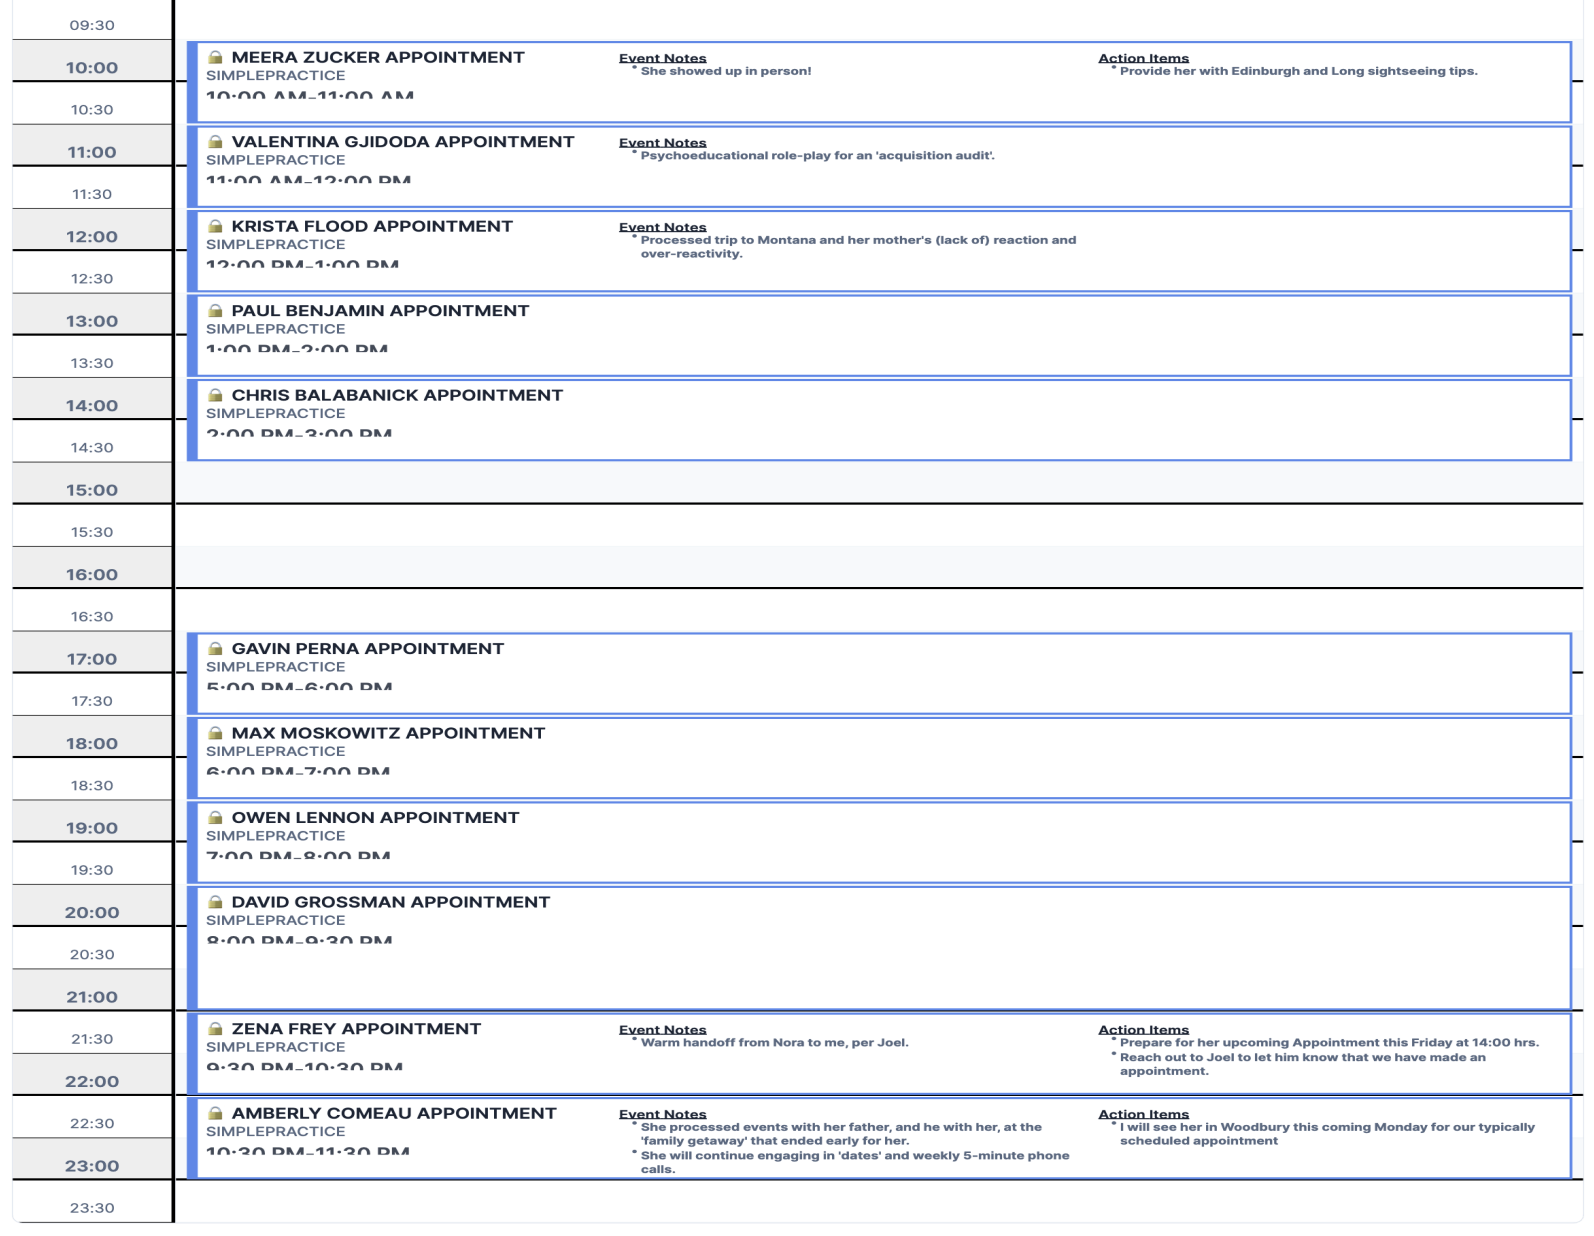 09:30
10:00
MEERA ZUCKER APPOINTMENT
SIMPLEPRACTICE
10:00 AM-11:00 AM
Event Notes
* She showed up in person!
Action Items
* Provide her with Edinburgh and Long sightseeing tips.
10:30
11:00
VALENTINA GJIDODA APPOINTMENT
SIMPLEPRACTICE
11:00 AM-12:00 PM
Event Notes
* Psychoeducational role-play for an 'acquisition audit'.
11:30
12:00
KRISTA FLOOD APPOINTMENT
SIMPLEPRACTICE
12:00 PM-1:00 PM
Event Notes
* Processed trip to Montana and her mother's (lack of) reaction and
over-reactivity.
12:30
13:00
PAUL BENJAMIN APPOINTMENT
SIMPLEPRACTICE
1:00 PM-2:00 PM
13:30
14:00
CHRIS BALABANICK APPOINTMENT
SIMPLEPRACTICE
2:00 PM-3:00 PM
14:30
15:00
15:30
16:00
16:30
17:00
GAVIN PERNA APPOINTMENT
SIMPLEPRACTICE
5:00 PM-6:00 PM
17:30
18:00
MAX MOSKOWITZ APPOINTMENT
SIMPLEPRACTICE
6:00 PM-7:00 PM
18:30
19:00
OWEN LENNON APPOINTMENT
SIMPLEPRACTICE
7:00 PM-8:00 PM
19:30
20:00
DAVID GROSSMAN APPOINTMENT
SIMPLEPRACTICE
8:00 PM-9:30 PM
20:30
21:00
21:30
ZENA FREY APPOINTMENT
SIMPLEPRACTICE
9:30 PM-10:30 PM
Event Notes
* Warm handoff from Nora to me, per Joel.
Action Items
* Prepare for her upcoming Appointment this Friday at 14:00 hrs.
* Reach out to Joel to let him know that we have made an
appointment.
22:00
22:30
AMBERLY COMEAU APPOINTMENT
SIMPLEPRACTICE
10:30 PM-11:30 PM
Event Notes
* She processed events with her father, and he with her, at the
'family getaway' that ended early for her.
* She will continue engaging in 'dates' and weekly 5-minute phone
calls.
Action Items
* I will see her in Woodbury this coming Monday for our typically
scheduled appointment
23:00
23:30